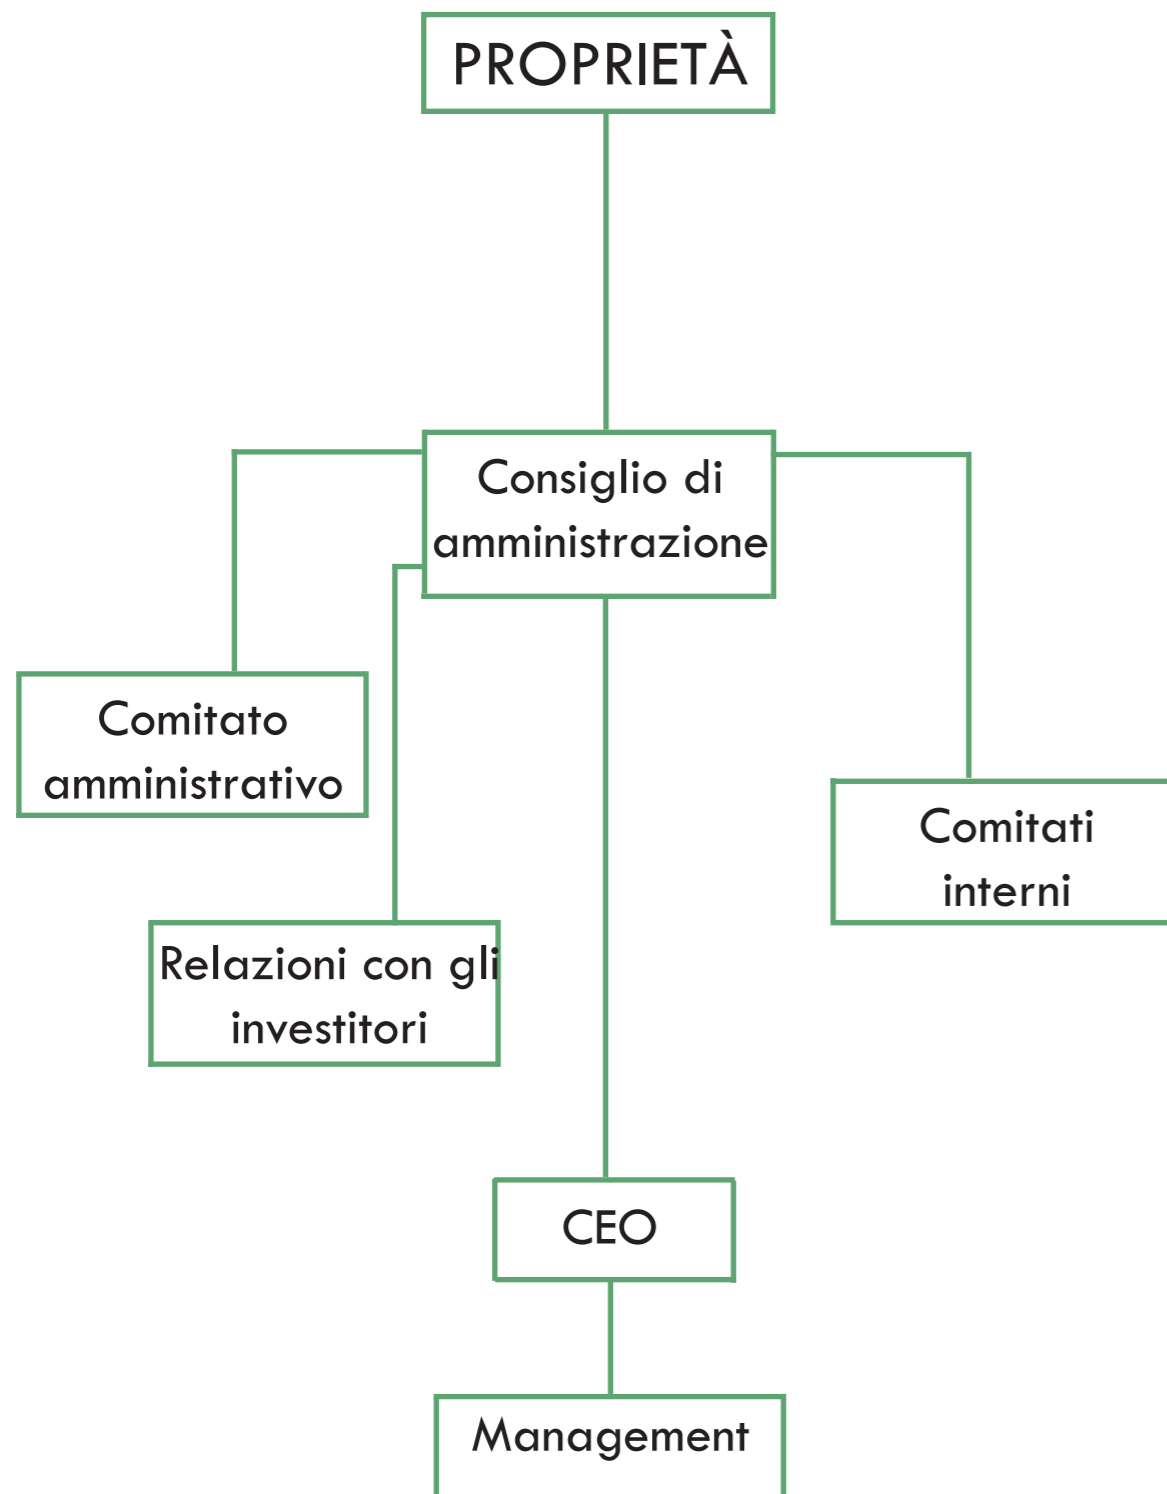 PROPRIETÀ
Consiglio di
amministrazione
Comitato
amministrativo
Comitati
interni
Relazioni con gli
investitori
CEO
Management